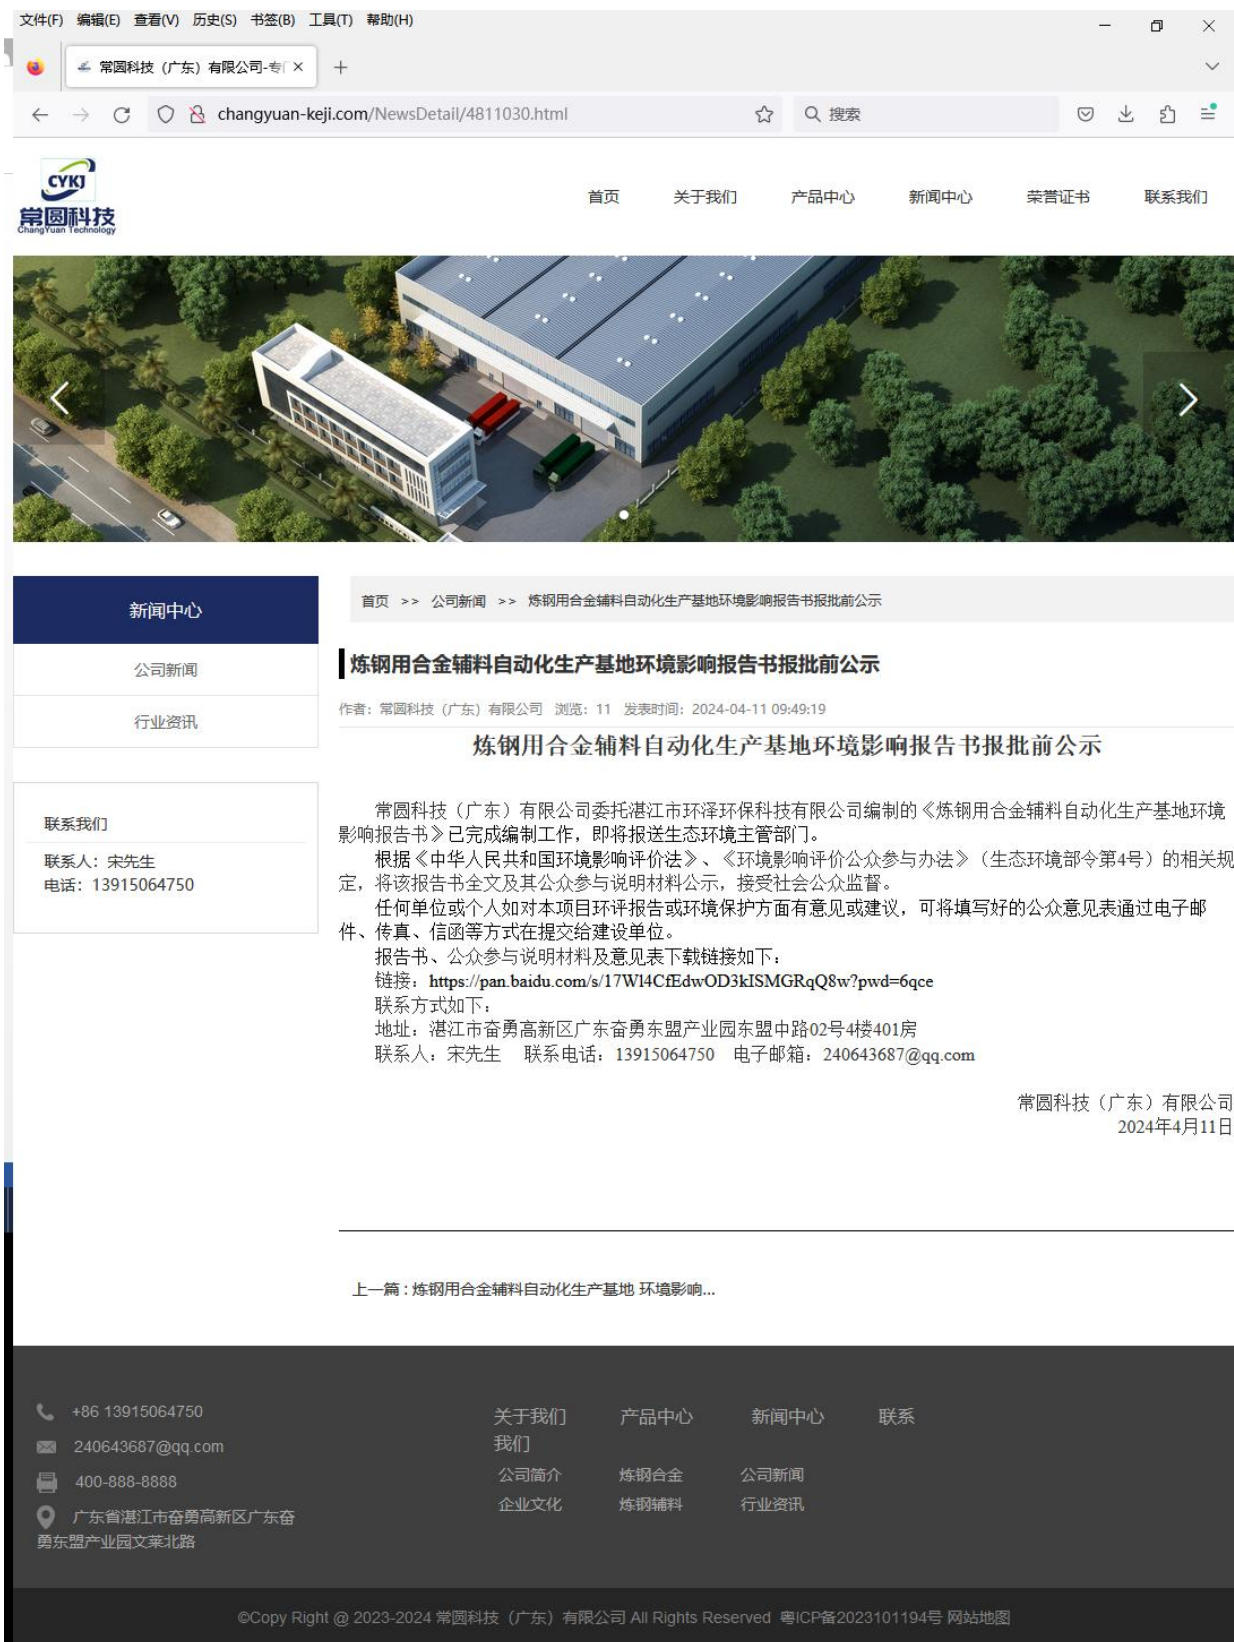 文件(F) 编辑(E) 查看(V) 历史(S) 书签(B) 工具(T) 帮助(H)
常圆科技（广东）有限公司-专
changyuan-keji.com/NewsDetail/4811030.html
搜索
CYKJ
常圆科技
ChangYuan Technology
首页 关于我们 产品中心 新闻中心 荣誉证书 联系我们
新闻中心
公司新闻
行业资讯
联系我们
联系人：宋先生
电话：13915064750
首页 >> 公司新闻 >> 炼钢用合金辅料自动化生产基地环境影响报告书报批前公示
炼钢用合金辅料自动化生产基地环境影响报告书报批前公示
作者：常圆科技（广东）有限公司 浏览：11 发表时间：2024-04-11 09:49:19
炼钢用合金辅料自动化生产基地环境影响报告书报批前公示
常圆科技（广东）有限公司委托湛江市环泽环保科技有限公司编制的《炼钢用合金辅料自动化生产基地环境
影响报告书》已完成编制工作，即将报送生态环境主管部门。
根据《中华人民共和国环境影响评价法》、《环境影响评价公众参与办法》（生态环境部令第4号）的相关规
定，将该报告书全文及其公众参与说明材料公示，接受社会公众监督。
任何单位或个人如对本项目环评报告或环境保护方面有意见或建议，可将填写好的公众意见表通过电子邮
件、传真、信函等方式在提交给建设单位。
报告书、公众参与说明材料及意见表下载链接如下：
链接：https://pan.baidu.com/s/17Wl4CfEdwOD3kISMGRqQ8w?pwd=6qce
联系方式如下：
地址：湛江市奋勇高新区广东奋勇东盟产业园东盟中路02号4楼401房
联系人：宋先生 联系电话：13915064750 电子邮箱：240643687@qq.com
常圆科技（广东）有限公司
2024年4月11日
上一篇 : 炼钢用合金辅料自动化生产基地 环境影响...
+86 13915064750
240643687@qq.com
400-888-8888
广东省湛江市奋勇高新区广东奋
勇东盟产业园文莱北路
关于我们 产品中心 新闻中心 联系
我们
公司简介 炼钢合金 公司新闻
企业文化 炼钢辅料 行业资讯
©Copy Right @ 2023-2024 常圆科技（广东）有限公司 All Rights Reserved 粤ICP备2023101194号 网站地图